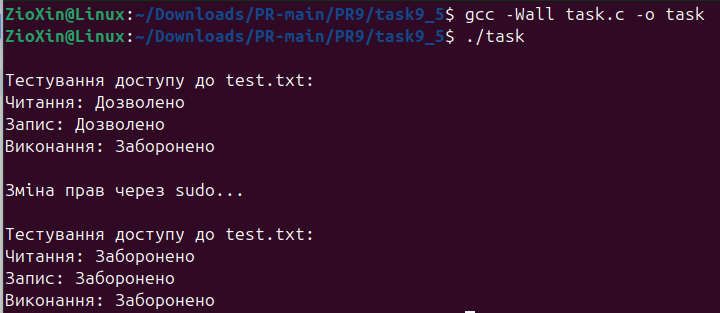 ZioXin@Linux:~/Downloads/PR-main/PR9/task9_5$ gcc -Wall task.c -o task
ZioXin@Linux:~/Downloads/PR-main/PR9/task9_5$ ./task
Тестування доступу до test.txt:
Читання: Дозволено
Запис: Дозволено
Виконання: Заборонено
Зміна прав через sudo...
Тестування доступу до test.txt:
Читання: Заборонено
Запис: Заборонено
Виконання: Заборонено